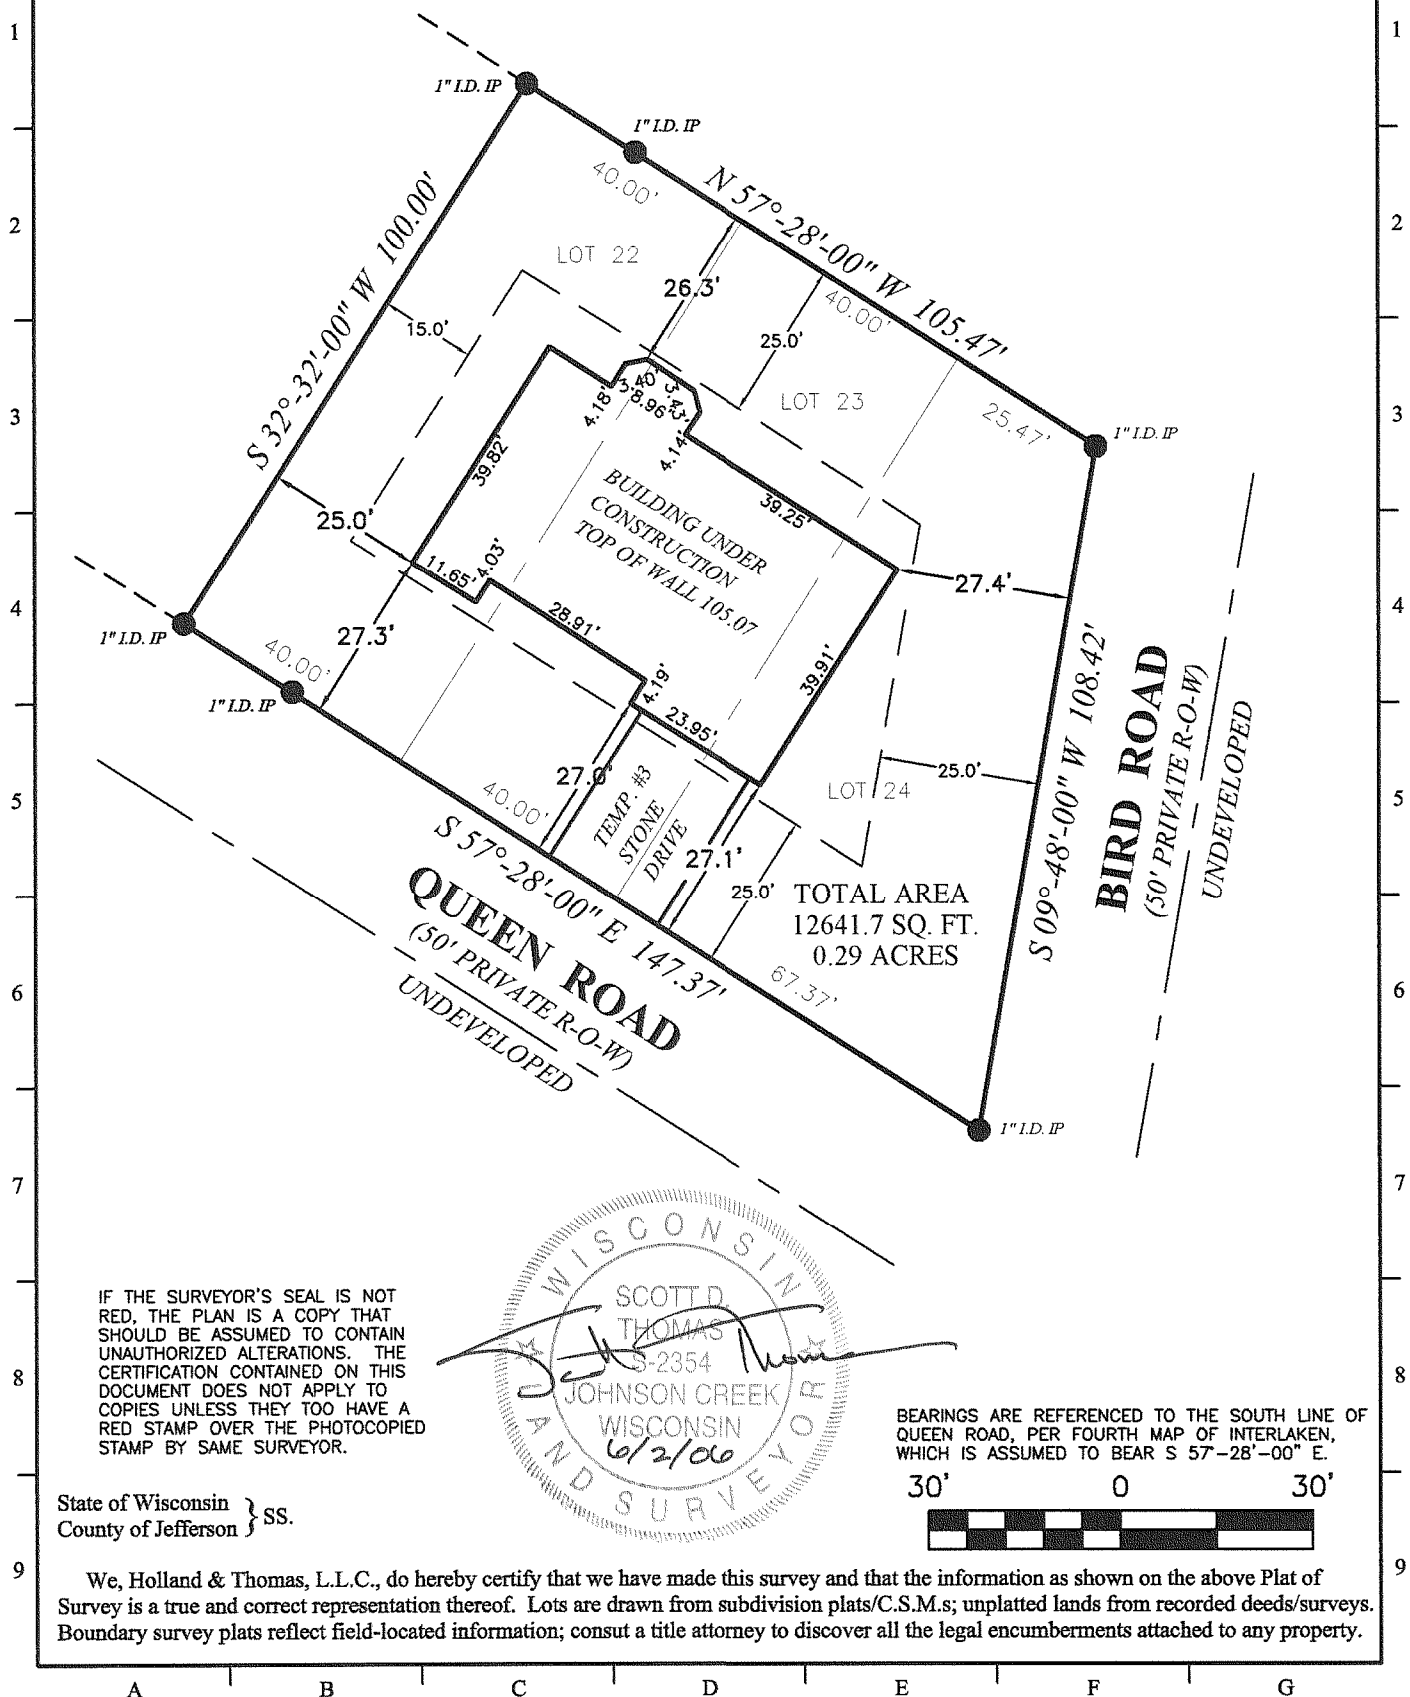 1
1
1" I.D. IP
1" I.D. IP
40.00'
N 57°-28'-00" W 105.47'
2
2
S 32°-32'-00" W 100.00'
LOT 22
26.3'
40.00'
15.0'
25.0'
LOT 23
25.47'
1" I.D. IP
3
3
3.40'
3.43'
8.96'
4.18'
4.14'
39.82'
39.25'
BUILDING UNDER
CONSTRUCTION
TOP OF WALL 105.07
25.0'
11.65'
4.03'
28.91'
27.4'
4
4
1" I.D. IP
40.00'
27.3'
1" I.D. IP
39.91'
4.19'
23.95'
S 09°-48'-00" W 108.42'
BIRD ROAD
(50' PRIVATE R-O-W)
UNDEVELOPED
5
5
27.0'
40.00'
TEMP. #3
STONE
DRIVE
LOT 24
25.0'
27.1'
25.0'
S 57°-28'-00" E 147.37'
QUEEN ROAD
(50' PRIVATE R-O-W)
UNDEVELOPED
TOTAL AREA
12641.7 SQ. FT.
0.29 ACRES
67.37'
6
6
1" I.D. IP
7
7
WISCONSIN
SCOTT D.
THOMAS
S-2354
JOHNSON CREEK
WISCONSIN
6/2/06
LAND SURVEYOR
Scott Thomas
IF THE SURVEYOR'S SEAL IS NOT
RED, THE PLAN IS A COPY THAT
SHOULD BE ASSUMED TO CONTAIN
UNAUTHORIZED ALTERATIONS. THE
CERTIFICATION CONTAINED ON THIS
DOCUMENT DOES NOT APPLY TO
COPIES UNLESS THEY TOO HAVE A
RED STAMP OVER THE PHOTOCOPIED
STAMP BY SAME SURVEYOR.
8
8
BEARINGS ARE REFERENCED TO THE SOUTH LINE OF
QUEEN ROAD, PER FOURTH MAP OF INTERLAKEN,
WHICH IS ASSUMED TO BEAR S 57°-28'-00" E.
30' 0 30'
State of Wisconsin
County of Jefferson } SS.
9
9
We, Holland & Thomas, L.L.C., do hereby certify that we have made this survey and that the information as shown on the above Plat of
Survey is a true and correct representation thereof. Lots are drawn from subdivision plats/C.S.M.s; unplatted lands from recorded deeds/surveys.
Boundary survey plats reflect field-located information; consut a title attorney to discover all the legal encumberments attached to any property.
A B C D E F G